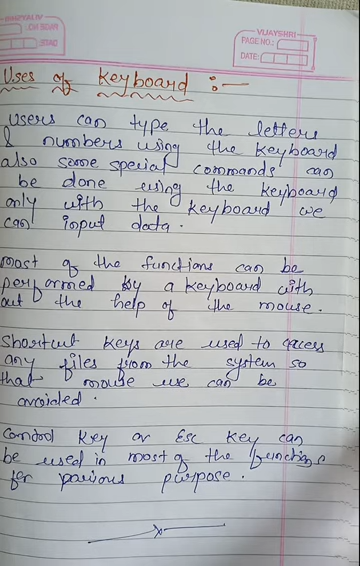 VIJAYSHRI
PAGE NO:
DATE:
Uses of Keyboard :-
Users can type the letters
& numbers using the keyboard
also some special commands can
be done using the keyboard
only with the keyboard we
can input data.
most of the functions can be
performed by a keyboard with
out the help of the mouse.
Shortcut keys are used to access
any files from the system so
that mouse use can be
avoided.
Control key or Esc key can
be used in most of the functions
for various purpose.